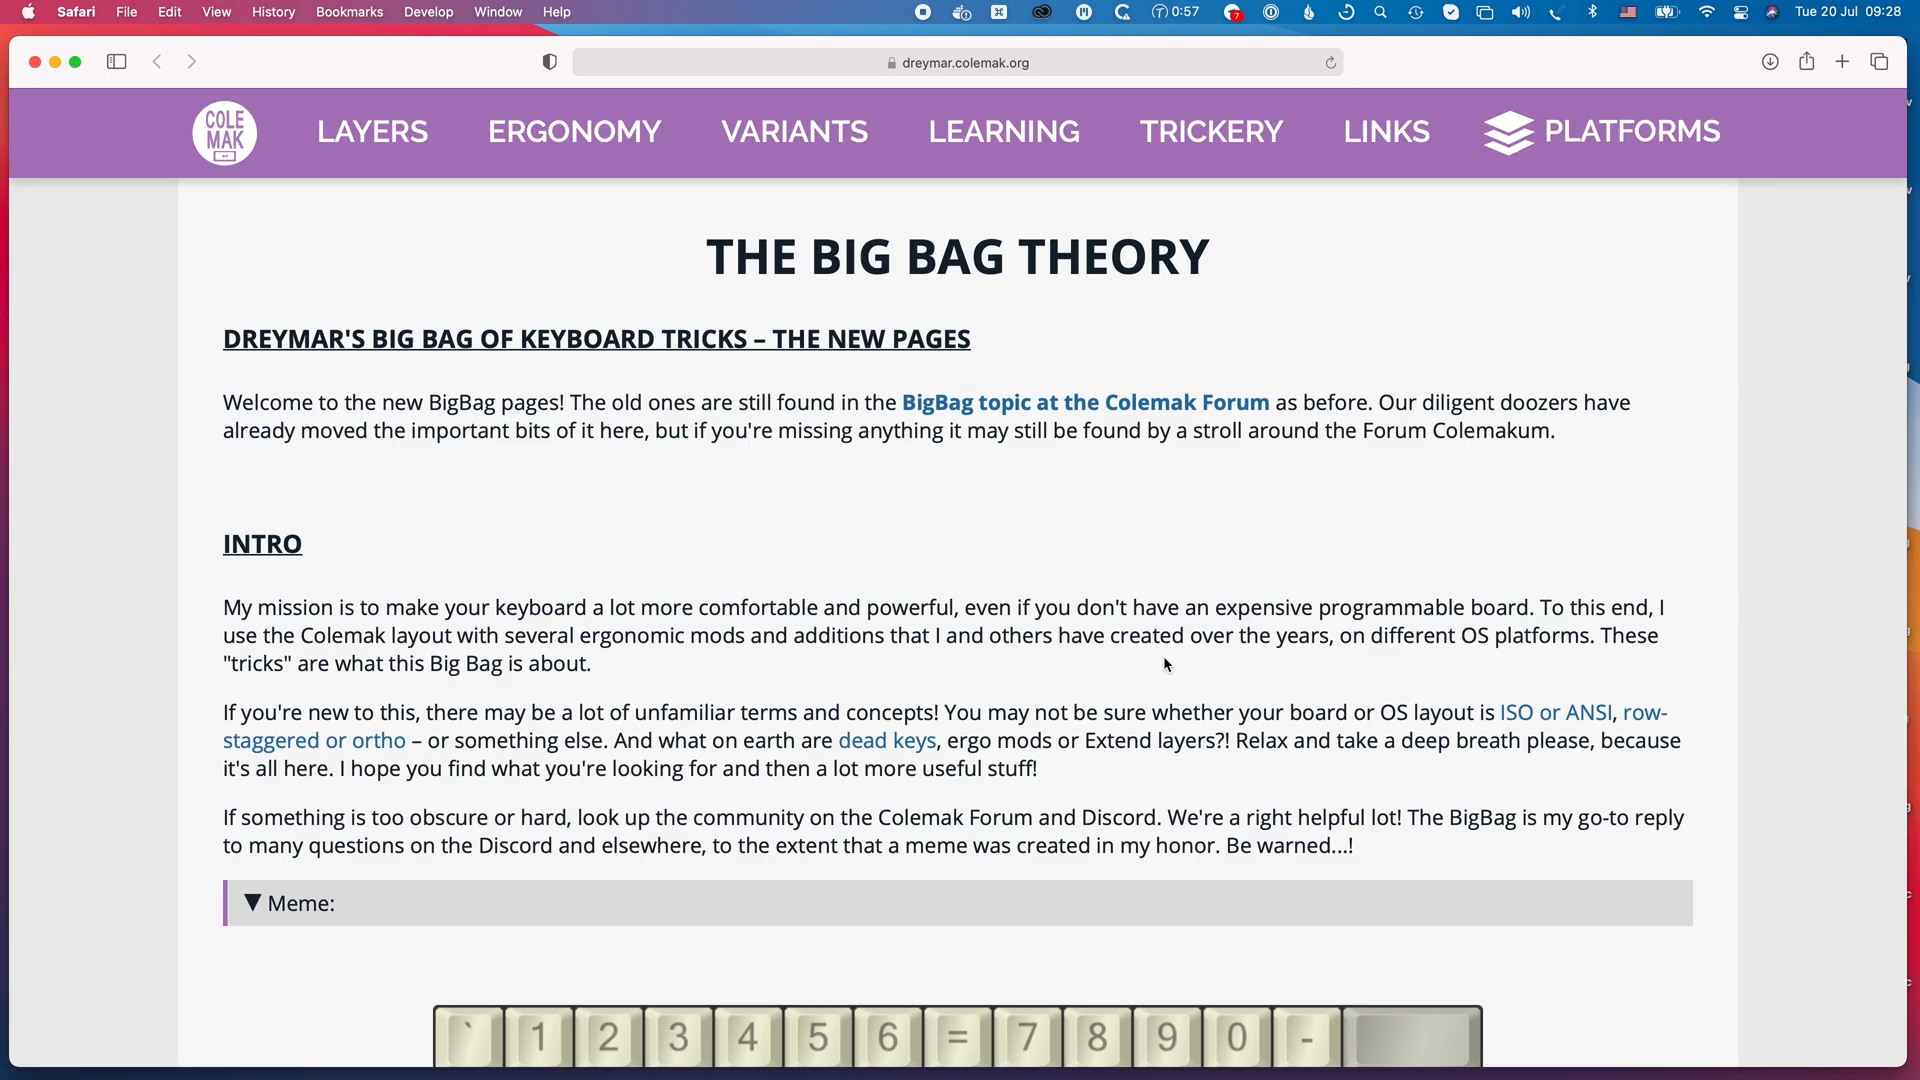 Safari File Edit View History Bookmarks Develop Window Help 0:57 7 Tue 20 Jul 09:28
dreymar.colemak.org
COLE
MAK
LAYERS ERGONOMY VARIANTS LEARNING TRICKERY LINKS PLATFORMS
THE BIG BAG THEORY
DREYMAR'S BIG BAG OF KEYBOARD TRICKS – THE NEW PAGES
Welcome to the new BigBag pages! The old ones are still found in the BigBag topic at the Colemak Forum as before. Our diligent doozers have
already moved the important bits of it here, but if you're missing anything it may still be found by a stroll around the Forum Colemakum.
INTRO
My mission is to make your keyboard a lot more comfortable and powerful, even if you don't have an expensive programmable board. To this end, I
use the Colemak layout with several ergonomic mods and additions that I and others have created over the years, on different OS platforms. These
"tricks" are what this Big Bag is about.
If you're new to this, there may be a lot of unfamiliar terms and concepts! You may not be sure whether your board or OS layout is ISO or ANSI, row-
staggered or ortho – or something else. And what on earth are dead keys, ergo mods or Extend layers?! Relax and take a deep breath please, because
it's all here. I hope you find what you're looking for and then a lot more useful stuff!
If something is too obscure or hard, look up the community on the Colemak Forum and Discord. We're a right helpful lot! The BigBag is my go-to reply
to many questions on the Discord and elsewhere, to the extent that a meme was created in my honor. Be warned...!
▼ Meme:
` 1 2 3 4 5 6 = 7 8 9 0 -